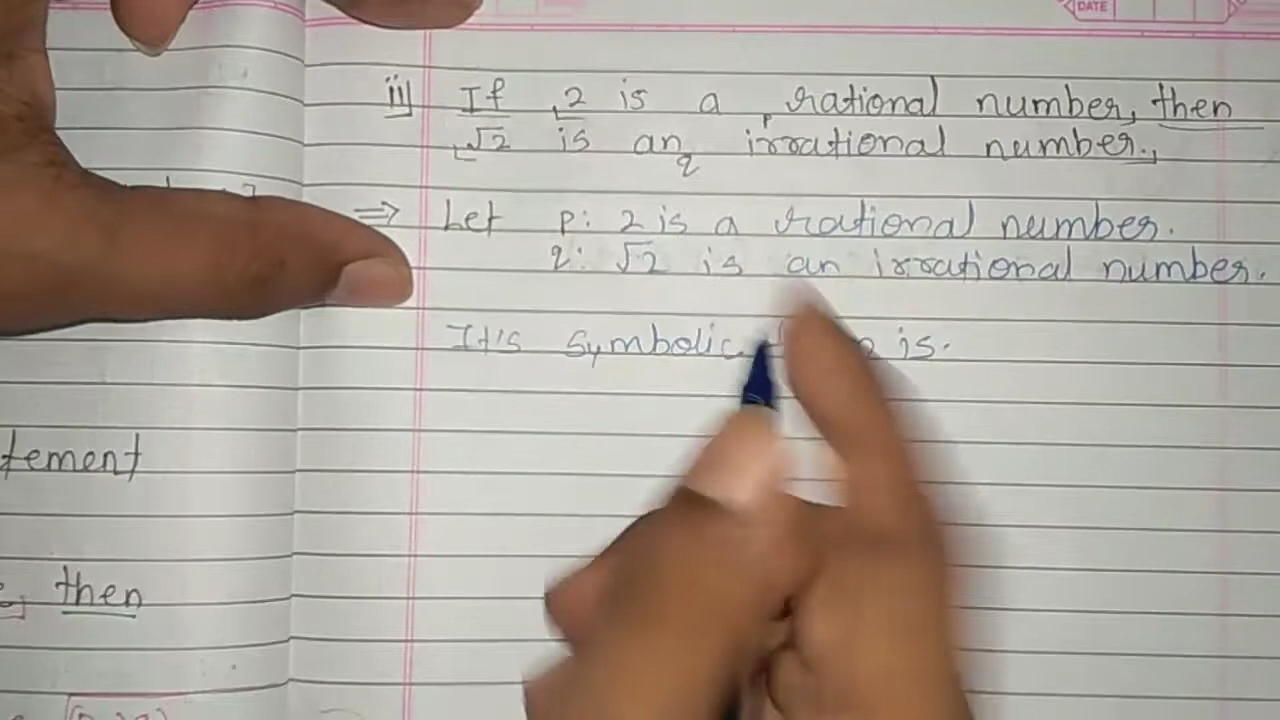 DATE
ii) If 2 is a rational number, then
p
√2 is an irrational number.,
q
⇒ Let p: 2 is a rational number.
q: √2 is an irrational number.
It's symbolic is.
tement
then